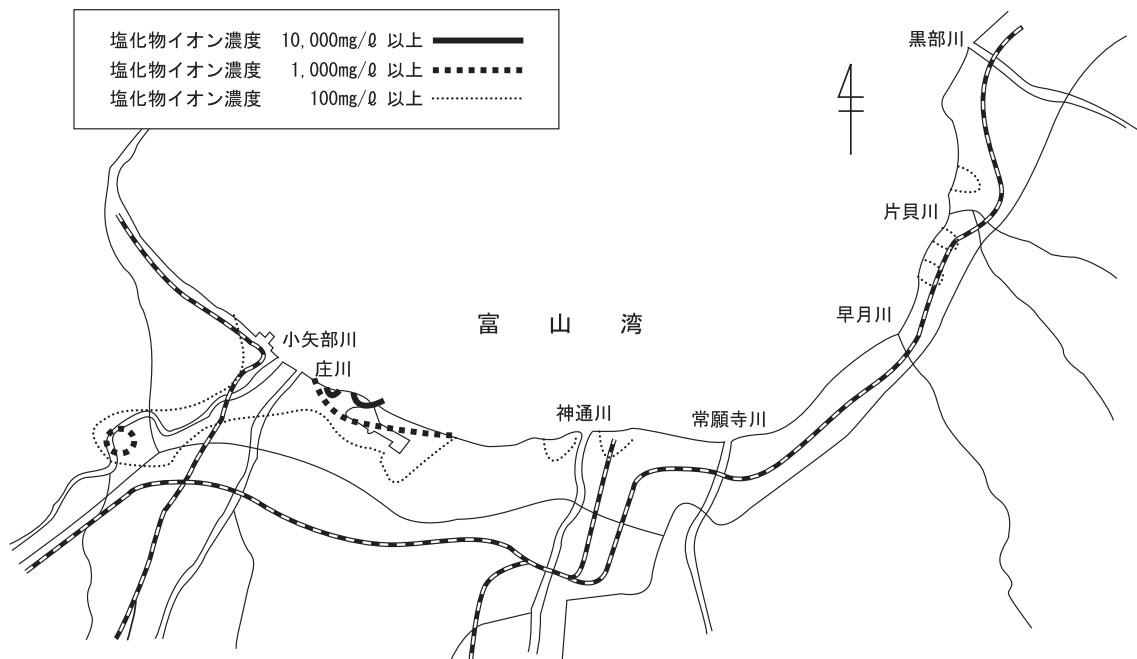 塩化物イオン濃度 10,000mg/ℓ 以上
塩化物イオン濃度 1,000mg/ℓ 以上
塩化物イオン濃度 100mg/ℓ 以上
黒部川
片貝川
早月川
富山湾
小矢部川
庄川
神通川
常願寺川